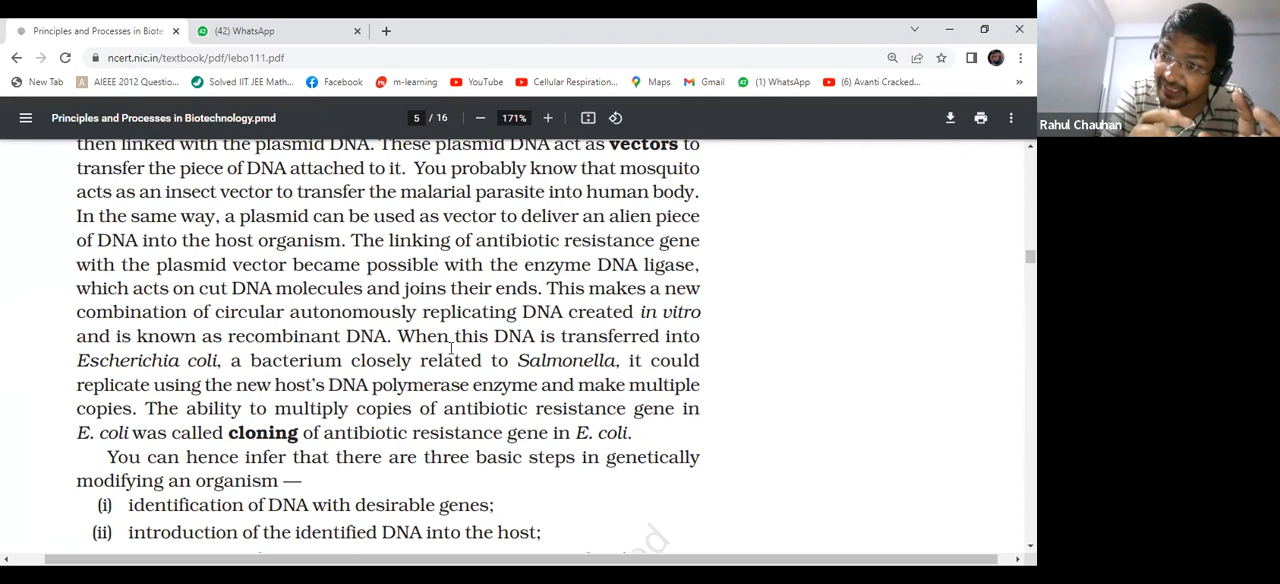 Principles and Processes in Biote
(42) WhatsApp
ncert.nic.in/textbook/pdf/lebo111.pdf
New Tab
AIEEE 2012 Questio...
Solved IIT JEE Math...
Facebook
m-learning
YouTube
Cellular Respiration...
Maps
Gmail
(1) WhatsApp
(6) Avanti Cracked...
»
Principles and Processes in Biotechnology.pmd
5 / 16
171%
Rahul Chauhan
then linked with the plasmid DNA. These plasmid DNA act as vectors to
transfer the piece of DNA attached to it. You probably know that mosquito
acts as an insect vector to transfer the malarial parasite into human body.
In the same way, a plasmid can be used as vector to deliver an alien piece
of DNA into the host organism. The linking of antibiotic resistance gene
with the plasmid vector became possible with the enzyme DNA ligase,
which acts on cut DNA molecules and joins their ends. This makes a new
combination of circular autonomously replicating DNA created in vitro
and is known as recombinant DNA. When this DNA is transferred into
Escherichia coli, a bacterium closely related to Salmonella, it could
replicate using the new host's DNA polymerase enzyme and make multiple
copies. The ability to multiply copies of antibiotic resistance gene in
E. coli was called cloning of antibiotic resistance gene in E. coli.
You can hence infer that there are three basic steps in genetically
modifying an organism —
(i) identification of DNA with desirable genes;
(ii) introduction of the identified DNA into the host;